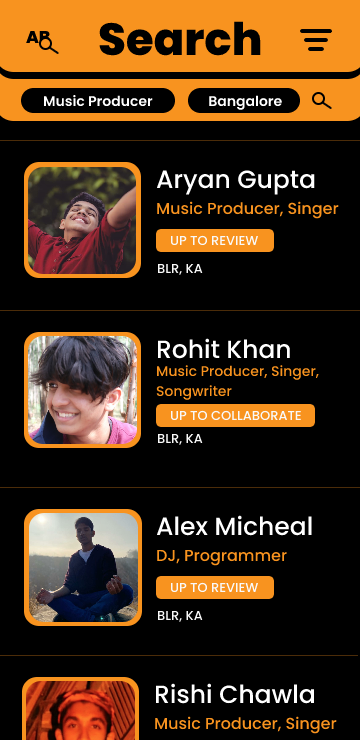 AP
Search
Music Producer
Bangalore
Aryan Gupta
Music Producer, Singer
UP TO REVIEW
BLR, KA
Rohit Khan
Music Producer, Singer,
Songwriter
UP TO COLLABORATE
BLR, KA
Alex Micheal
DJ, Programmer
UP TO REVIEW
BLR, KA
Rishi Chawla
Music Producer, Singer